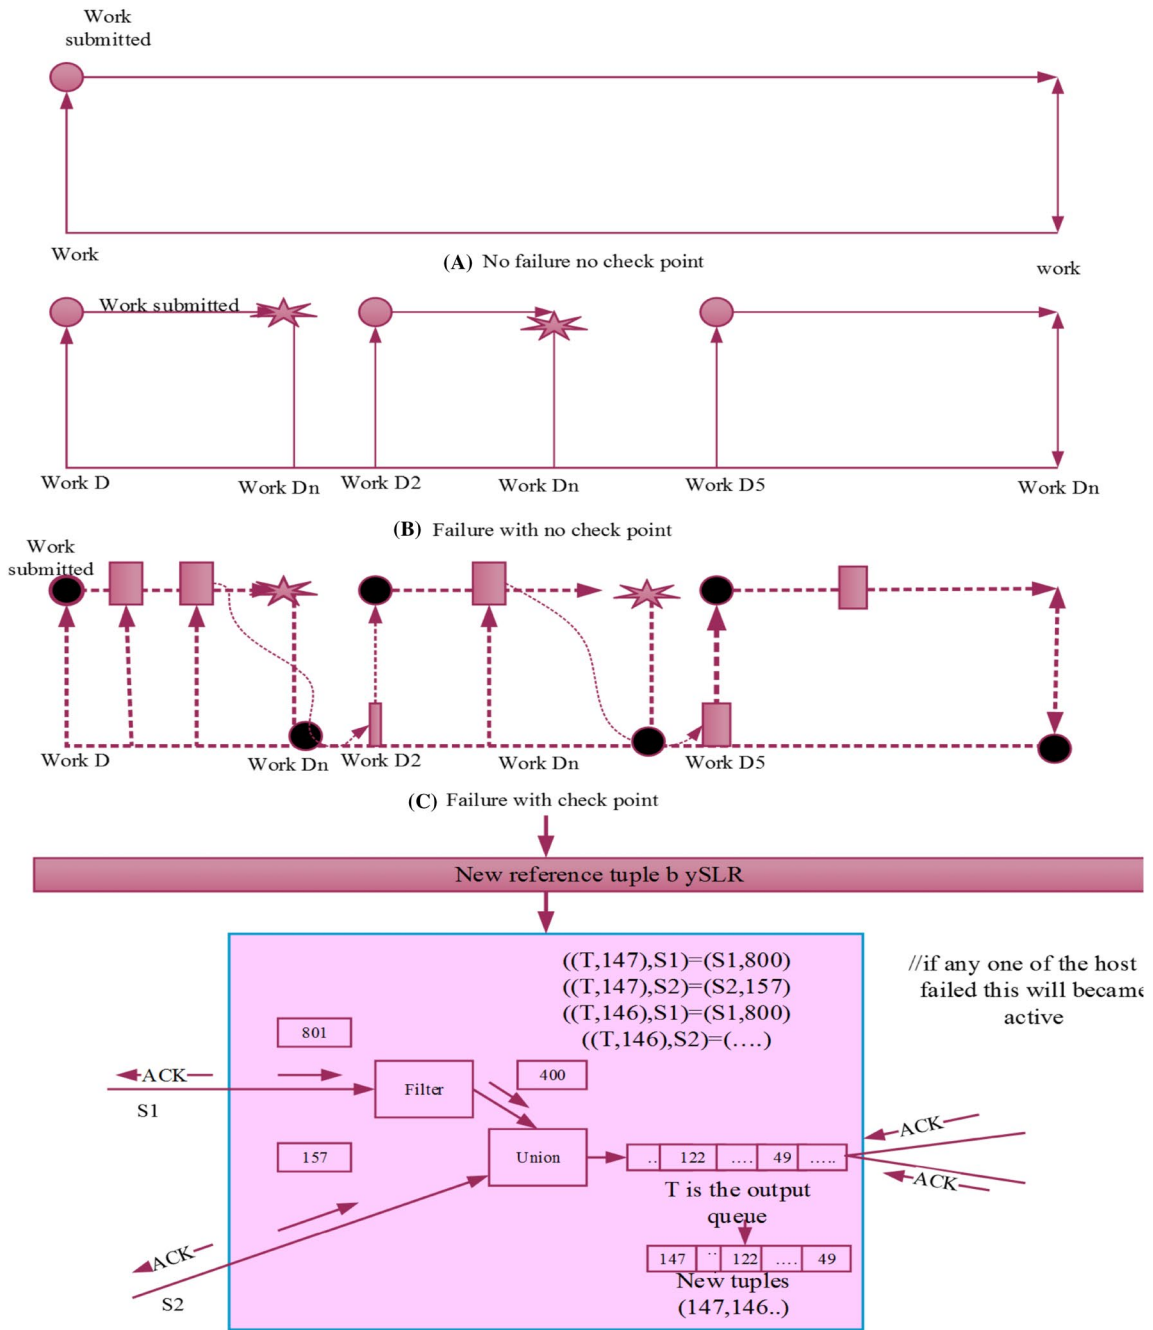 Work
submitted
Work
(A) No failure no check point
work
Work submitted
Work D
Work Dn
Work D2
Work Dn
Work D5
Work Dn
(B) Failure with no check point
Work
submitted
Work D
Work Dn
Work D2
Work Dn
Work D5
(C) Failure with check point
New reference tuple b ySLR
((T,147),S1)=(S1,800)
((T,147),S2)=(S2,157)
((T,146),S1)=(S1,800)
((T,146),S2)=(….)
//if any one of the host
failed this will became
active
801
ACK
S1
Filter
400
157
Union
.. 122 .... 49 .....
ACK
ACK
T is the output
queue
ACK
S2
147 .. 122 .... 49
New tuples
(147,146..)